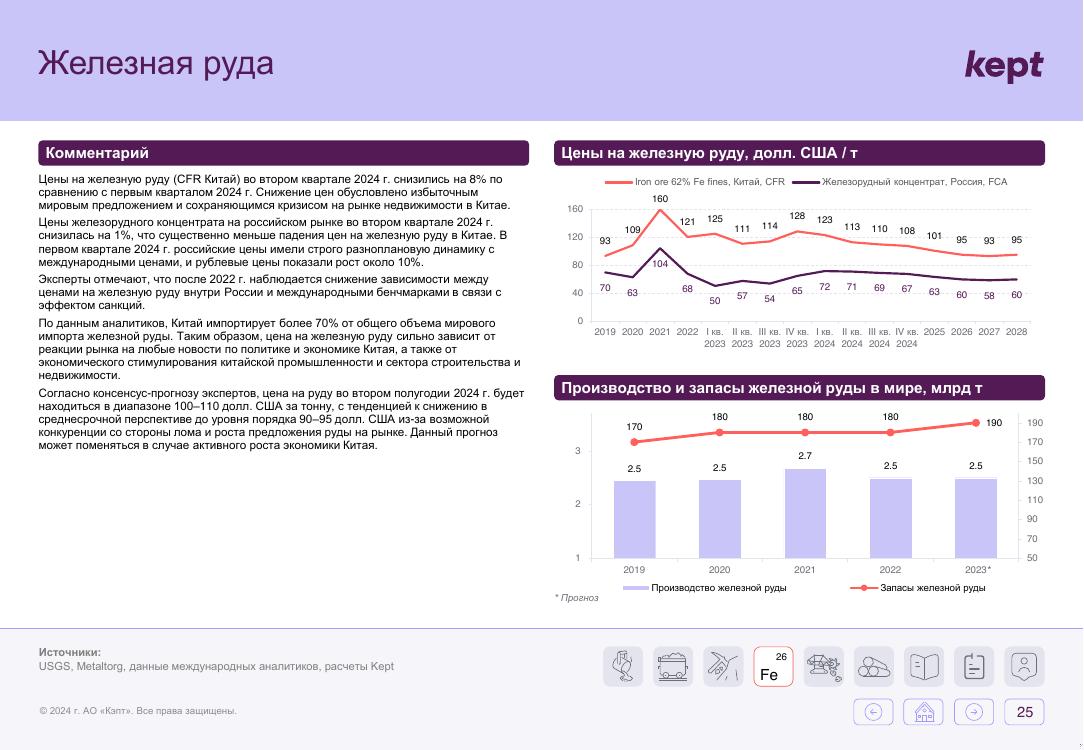 Железная руда
kept
Комментарий
Цены на железную руду (CFR Китай) во втором квартале 2024 г. снизились на 8% по
сравнению с первым кварталом 2024 г. Снижение цен обусловлено избыточным
мировым предложением и сохраняющимся кризисом на рынке недвижимости в Китае.
Цены железорудного концентрата на российском рынке во втором квартале 2024 г.
снизилась на 1%, что существенно меньше падения цен на железную руду в Китае. В
первом квартале 2024 г. российские цены имели строго разноплановую динамику с
международными ценами, и рублевые цены показали рост около 10%.
Эксперты отмечают, что после 2022 г. наблюдается снижение зависимости между
ценами на железную руду внутри России и международными бенчмарками в связи с
эффектом санкций.
По данным аналитиков, Китай импортирует более 70% от общего объема мирового
импорта железной руды. Таким образом, цена на железную руду сильно зависит от
реакции рынка на любые новости по политике и экономике Китая, а также от
экономического стимулирования китайской промышленности и сектора строительства и
недвижимости.
Согласно консенсус-прогнозу экспертов, цена на руду во втором полугодии 2024 г. будет
находиться в диапазоне 100–110 долл. США за тонну, с тенденцией к снижению в
среднесрочной перспективе до уровня порядка 90–95 долл. США из-за возможной
конкуренции со стороны лома и роста предложения руды на рынке. Данный прогноз
может поменяться в случае активного роста экономики Китая.
Цены на железную руду, долл. США / т
Iron ore 62% Fe fines, Китай, CFR Железорудный концентрат, Россия, FCA
160
120
80
40
0
93 109 160 121 125 111 114 128 123 113 110 108 101 95 93 95
70 63 104 68 50 57 54 65 72 71 69 67 63 60 58 60
2019 2020 2021 2022 I кв. II кв. III кв. IV кв. I кв. II кв. III кв. IV кв. 2025 2026 2027 2028
2023 2023 2023 2023 2024 2024 2024 2024
Производство и запасы железной руды в мире, млрд т
170 180 180 180 190
2.5 2.5 2.7 2.5 2.5
3
2
1
190
170
150
130
110
90
70
50
2019 2020 2021 2022 2023*
Производство железной руды Запасы железной руды
* Прогноз
Источники:
USGS, Metaltorg, данные международных аналитиков, расчеты Kept
26
Fe
© 2024 г. АО «Кэпт». Все права защищены.
25